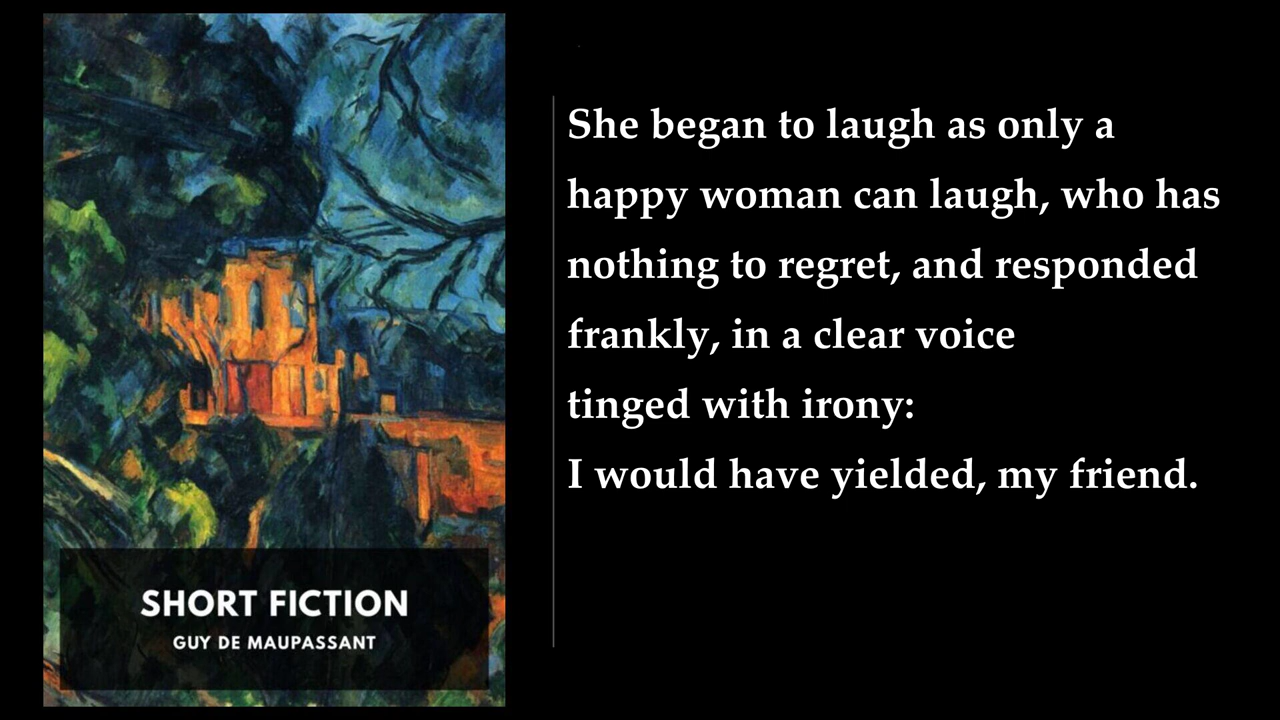 SHORT FICTION
GUY DE MAUPASSANT
She began to laugh as only a
happy woman can laugh, who has
nothing to regret, and responded
frankly, in a clear voice
tinged with irony:
I would have yielded, my friend.